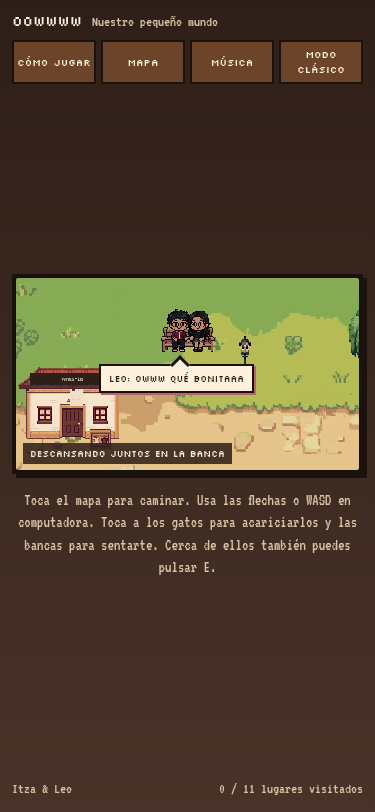 OOWWWW Nuestro pequeño mundo
CÓMO JUGAR
MAPA
MÚSICA
MODO
CLÁSICO
LEO: OWWW QUÉ BONITAAA
DESCANSANDO JUNTOS EN LA BANCA
Toca el mapa para caminar. Usa las flechas o WASD en
computadora. Toca a los gatos para acariciarlos y las
bancas para sentarte. Cerca de ellos también puedes
pulsar E.
Itza & Leo
0 / 11 lugares visitados